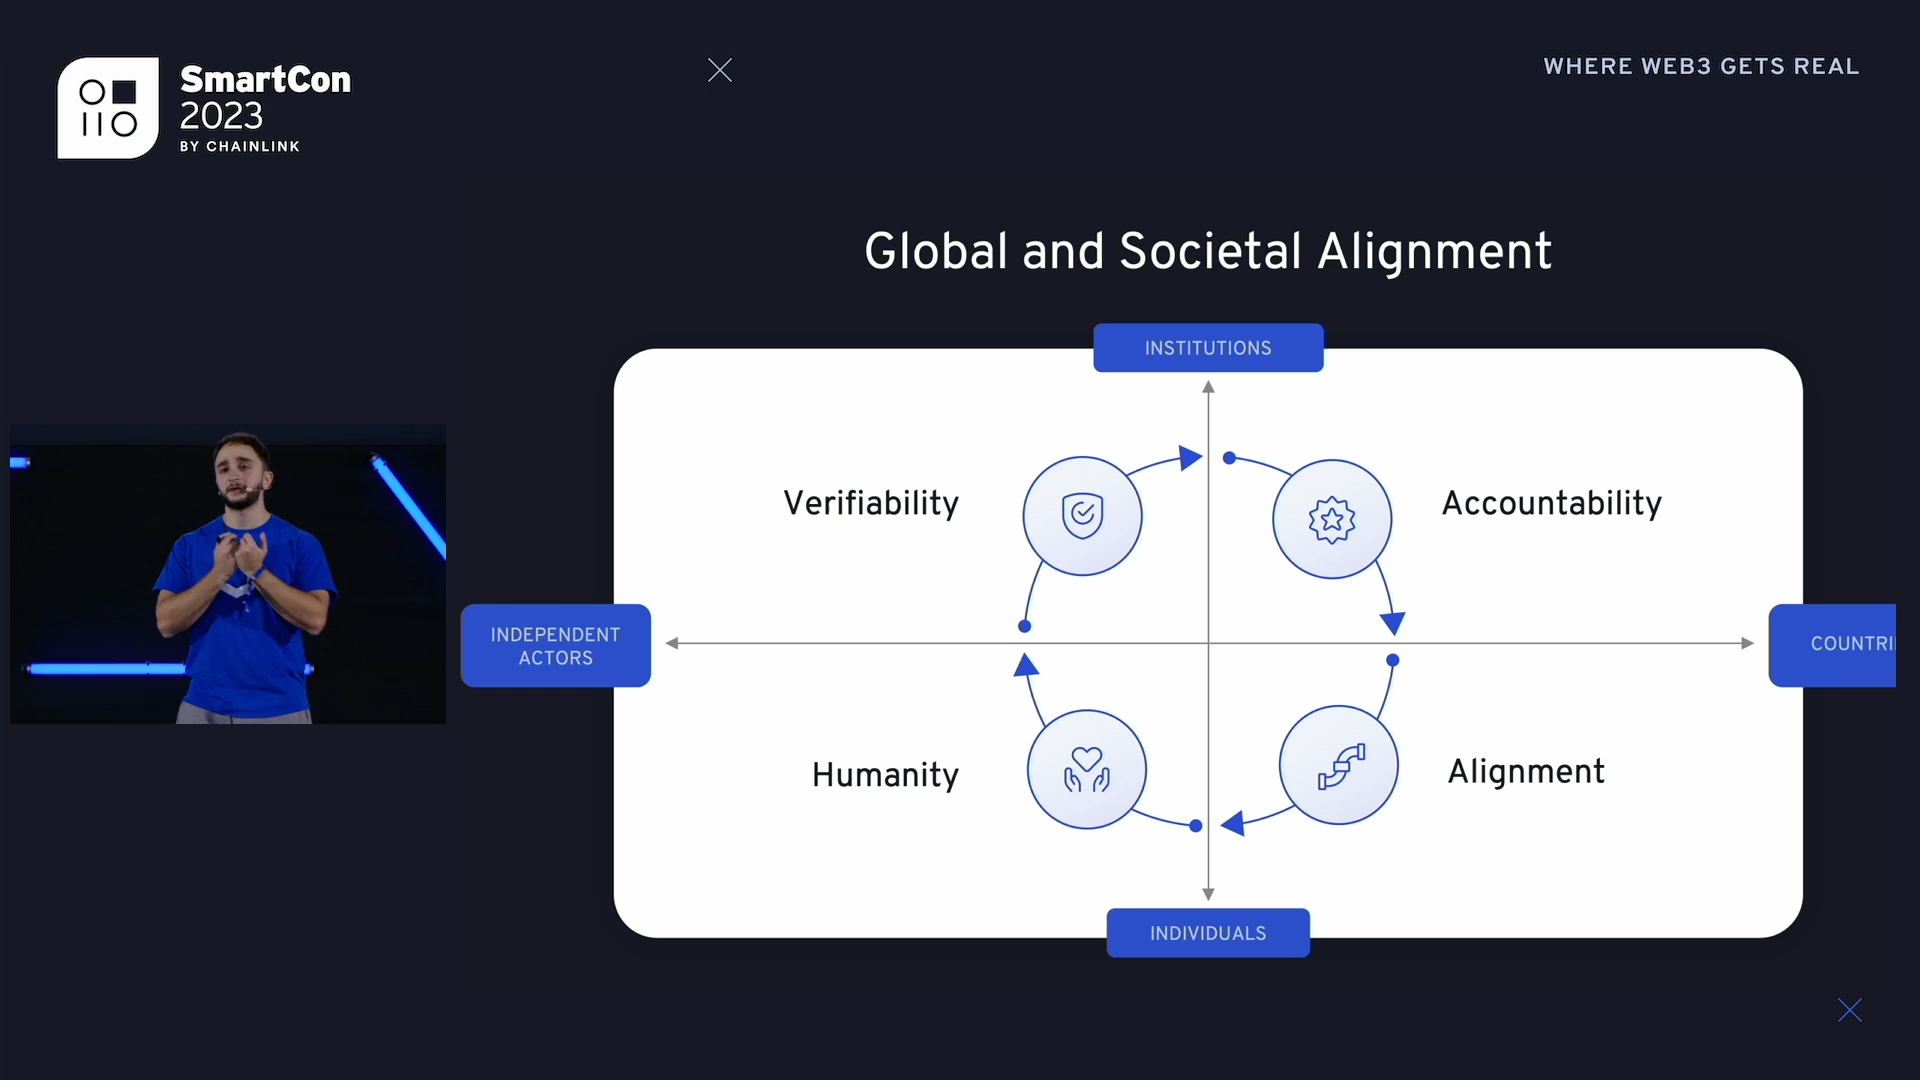 SmartCon
2023
BY CHAINLINK
WHERE WEB3 GETS REAL
Global and Societal Alignment
INSTITUTIONS
Verifiability
Accountability
INDEPENDENT
ACTORS
COUNTRI
Humanity
Alignment
INDIVIDUALS